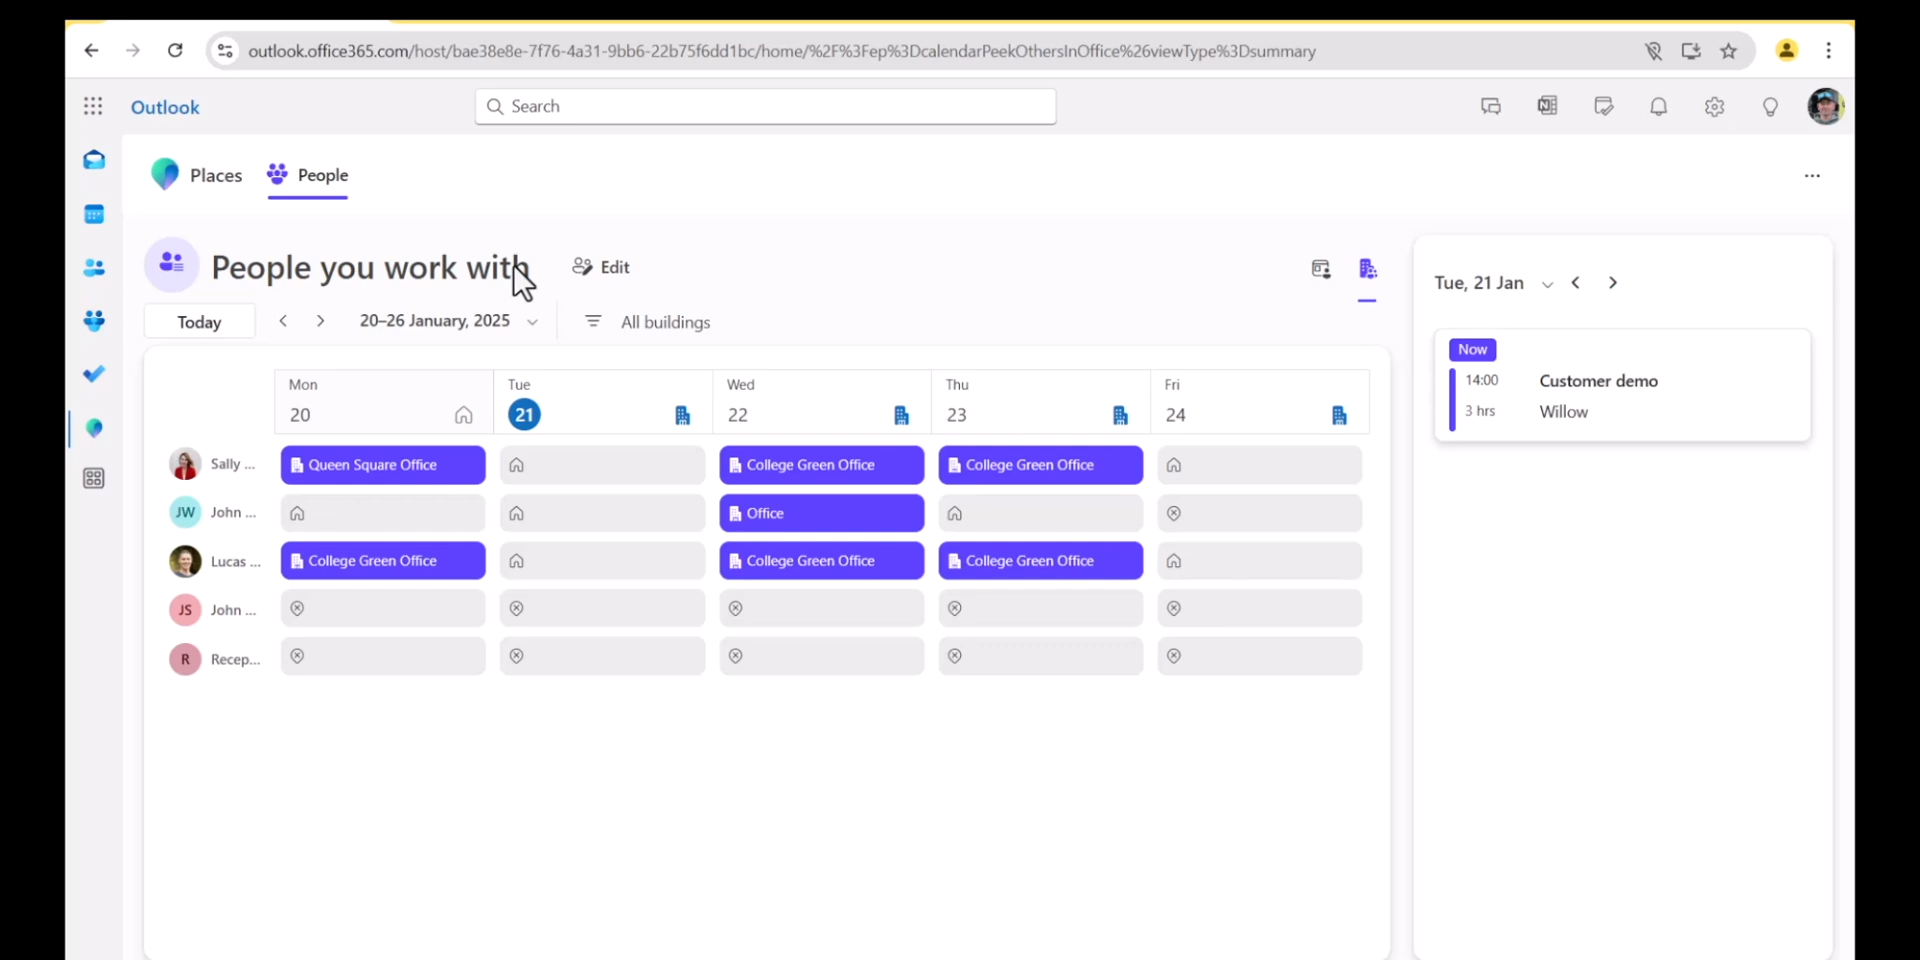 outlook.office365.com/host/bae38e8e-7f76-4a31-9bb6-22b75f6dd1bc/home/%2F%3Fep%3DcalendarPeekOthersInOffice%26viewType%3Dsummary
Outlook
Search
Places
People
People you work with
Edit
Today
20–26 January, 2025
All buildings
Mon
20
Tue
21
Wed
22
Thu
23
Fri
24
Sally ...
Queen Square Office
College Green Office
College Green Office
JW
John ...
Office
Lucas ...
College Green Office
College Green Office
College Green Office
JS
John ...
R
Recep...
Tue, 21 Jan
Now
14:00
Customer demo
3 hrs
Willow